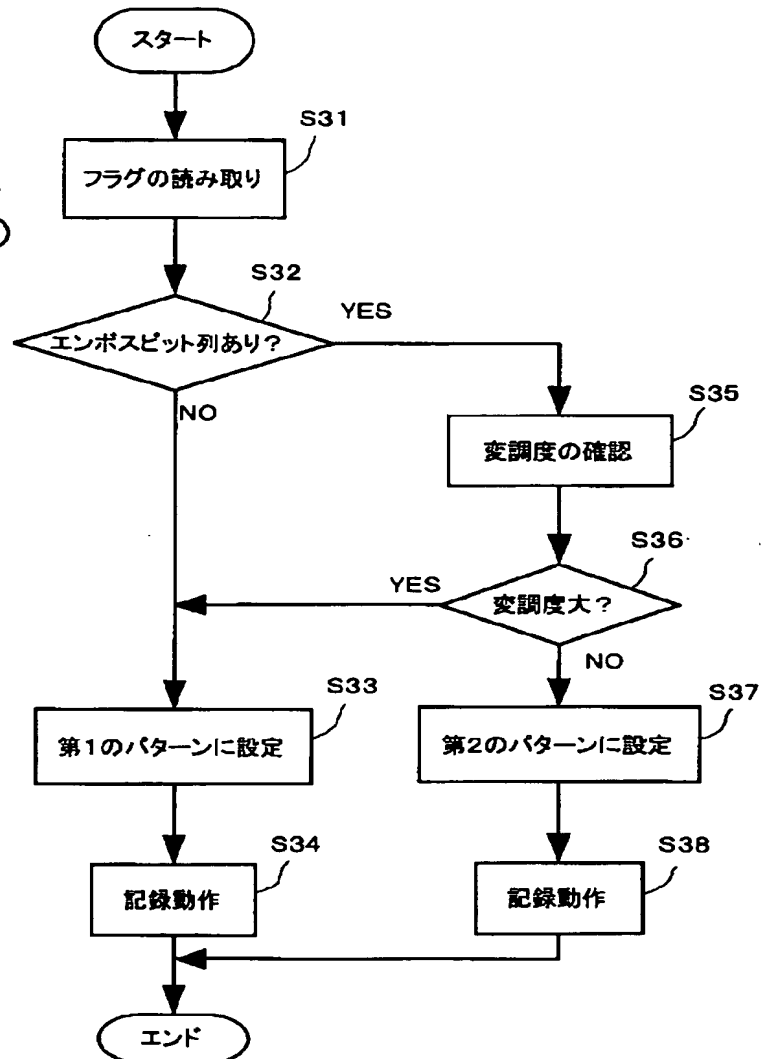 スタート
S31
フラグの読み取り
S32
エンボスピット列あり？
YES
NO
S35
変調度の確認
S36
変調度大？
YES
NO
S33
第1のパターンに設定
S37
第2のパターンに設定
S34
記録動作
S38
記録動作
エンド